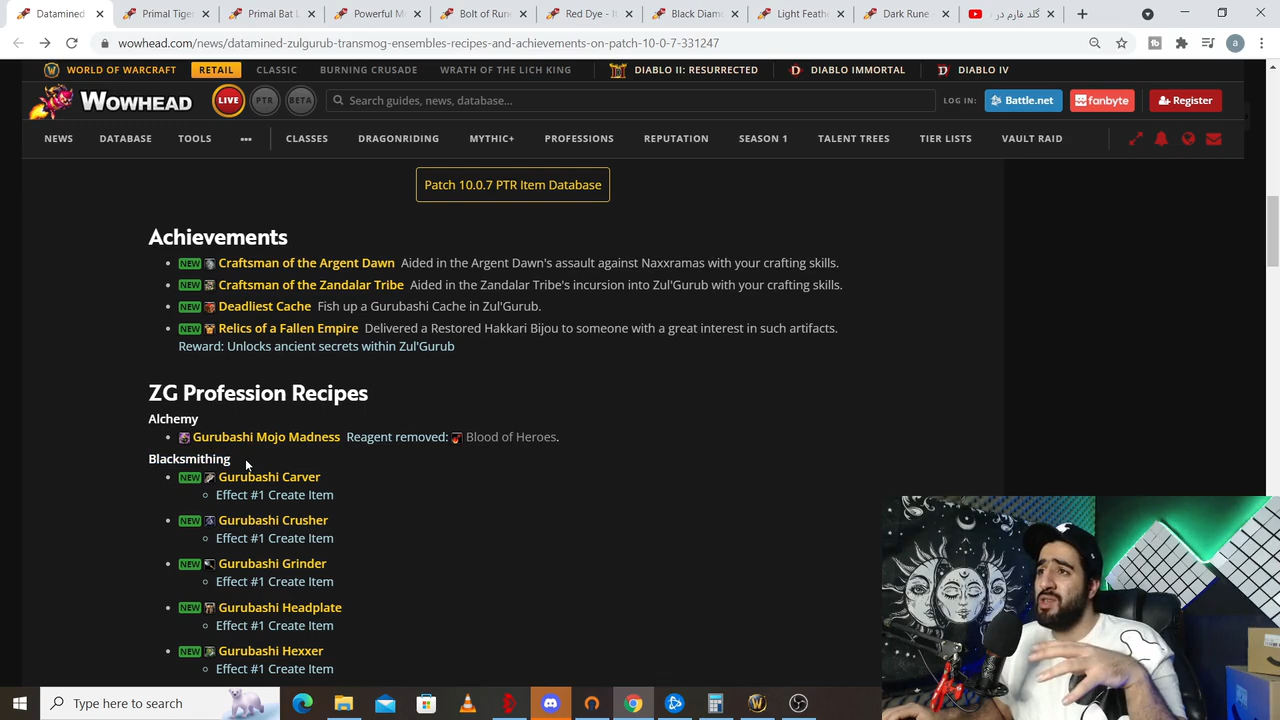 Datamined
Primal Tiger
Primal Bat L
Powerful M
Bolt of Rune
Red Dye - It
Black Diamo
Light Feathe
Dark Rune -
گلد فارم در
wowhead.com/news/datamined-zulgurub-transmog-ensembles-recipes-and-achievements-on-patch-10-0-7-331247
a
WORLD OF WARCRAFT
RETAIL
CLASSIC
BURNING CRUSADE
WRATH OF THE LICH KING
DIABLO II: RESURRECTED
DIABLO IMMORTAL
DIABLO IV
WOWHEAD
LIVE
PTR
BETA
Search guides, news, database...
LOG IN:
Battle.net
fanbyte
Register
NEWS
DATABASE
TOOLS
CLASSES
DRAGONRIDING
MYTHIC+
PROFESSIONS
REPUTATION
SEASON 1
TALENT TREES
TIER LISTS
VAULT RAID
Patch 10.0.7 PTR Item Database
Achievements
NEW Craftsman of the Argent Dawn Aided in the Argent Dawn's assault against Naxxramas with your crafting skills.
NEW Craftsman of the Zandalar Tribe Aided in the Zandalar Tribe's incursion into Zul'Gurub with your crafting skills.
NEW Deadliest Cache Fish up a Gurubashi Cache in Zul'Gurub.
NEW Relics of a Fallen Empire Delivered a Restored Hakkari Bijou to someone with a great interest in such artifacts.
Reward: Unlocks ancient secrets within Zul'Gurub
ZG Profession Recipes
Alchemy
Gurubashi Mojo Madness Reagent removed: Blood of Heroes.
Blacksmithing
NEW Gurubashi Carver
Effect #1 Create Item
NEW Gurubashi Crusher
Effect #1 Create Item
NEW Gurubashi Grinder
Effect #1 Create Item
NEW Gurubashi Headplate
Effect #1 Create Item
NEW Gurubashi Hexxer
Effect #1 Create Item
Type here to search